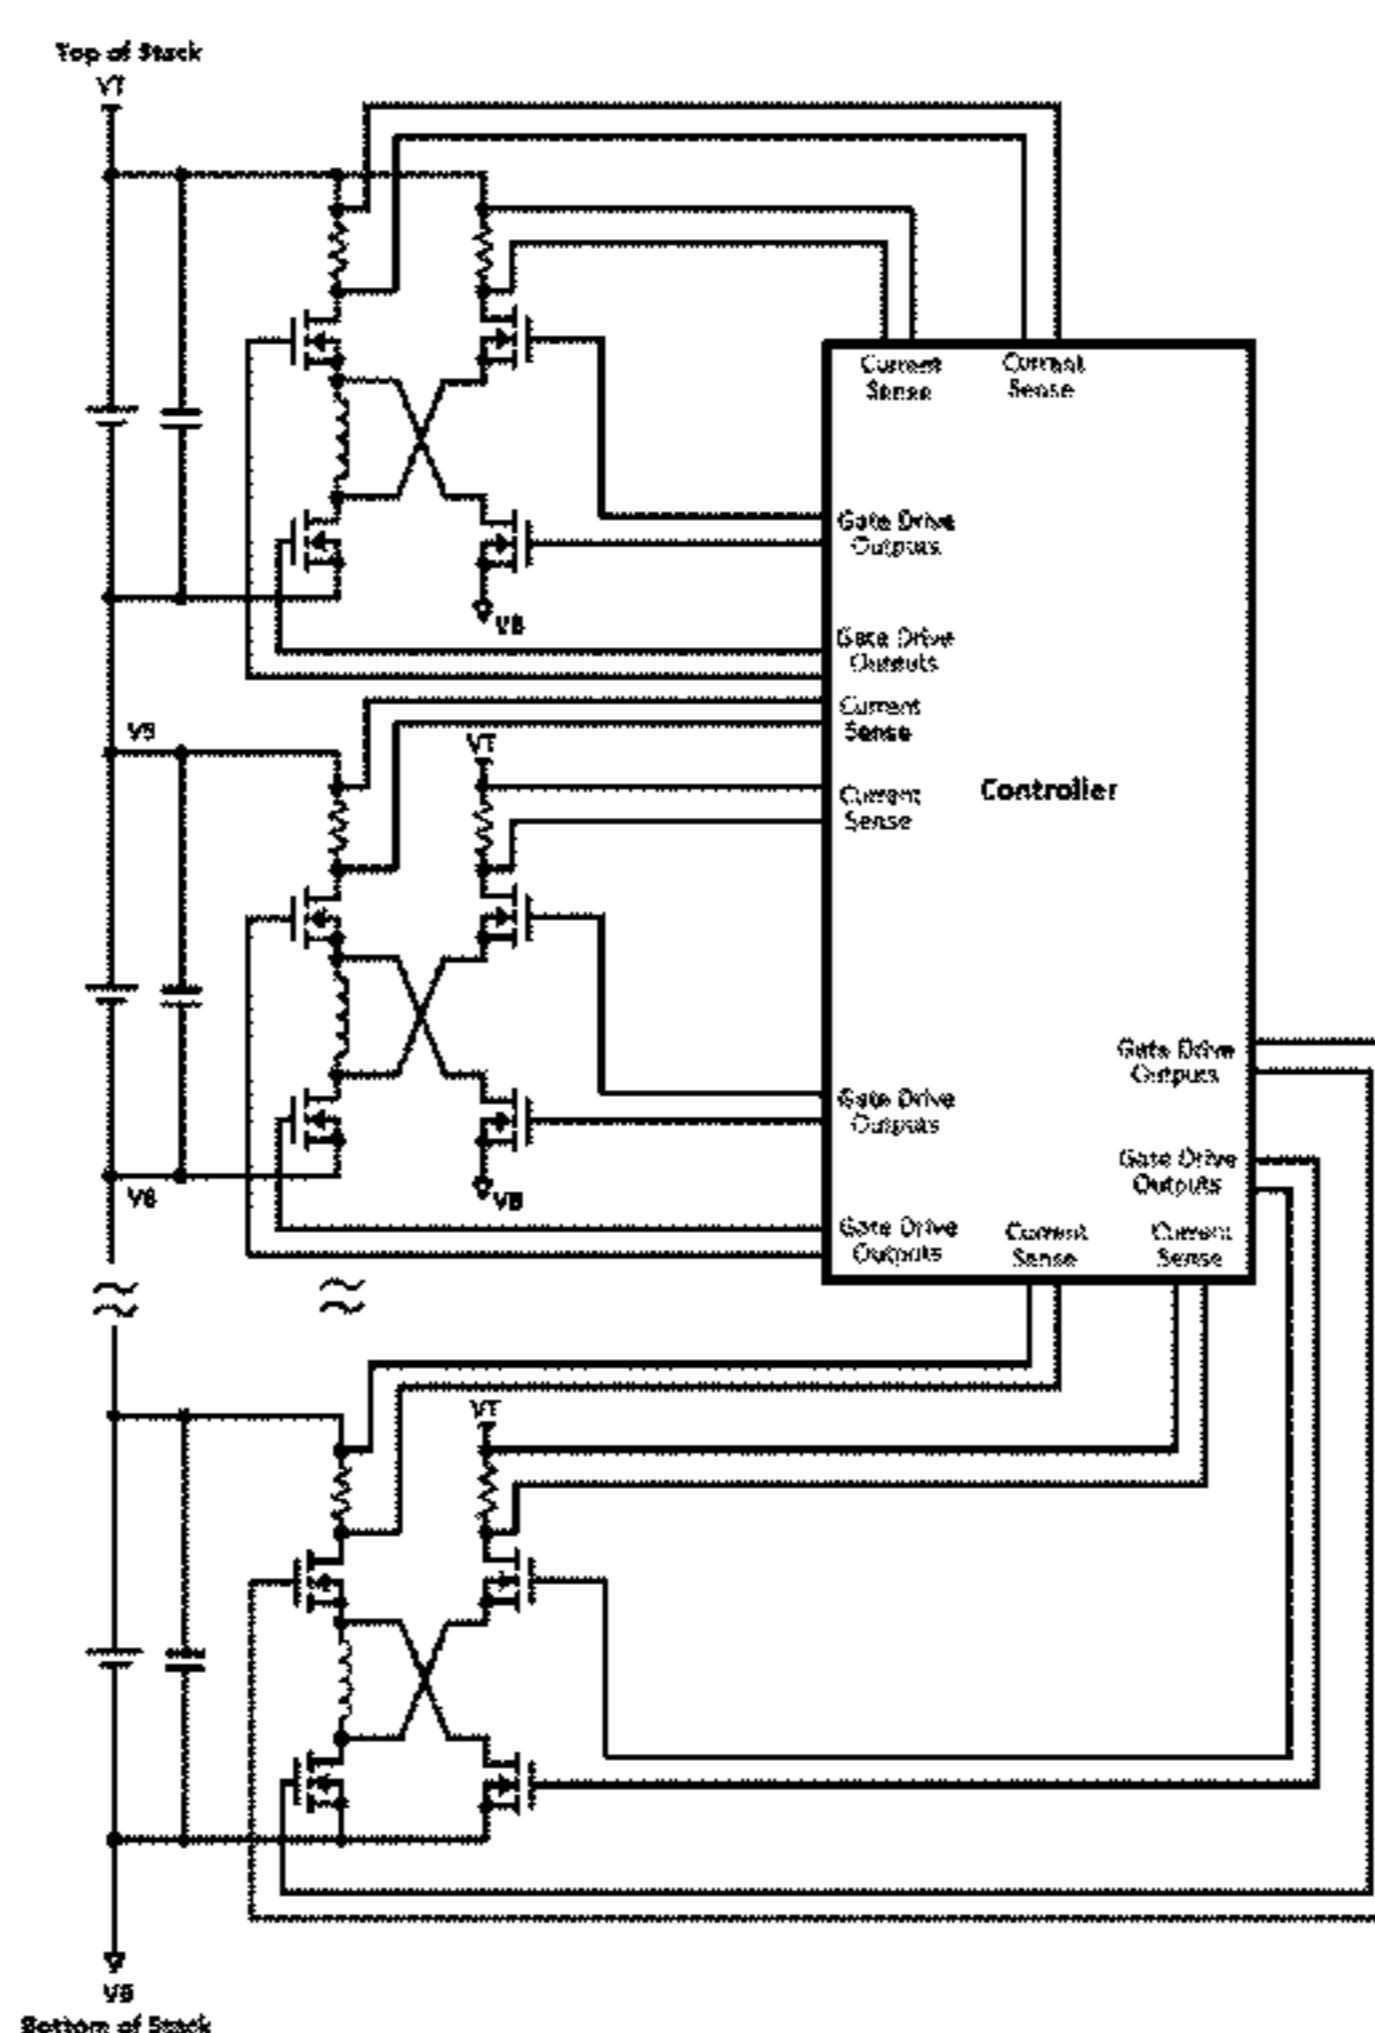 Top of Stack
VT
Current
Sense
Current
Sense
Gate Drive
Outputs
VB
Gate Drive
Outputs
Current
Sense
VT
Current
Sense
Controller
Gate Drive
Outputs
Gate Drive
Outputs
Gate Drive
Outputs
VB
Gate Drive
Outputs
Current
Sense
Current
Sense
VT
VB
Bottom of Stack